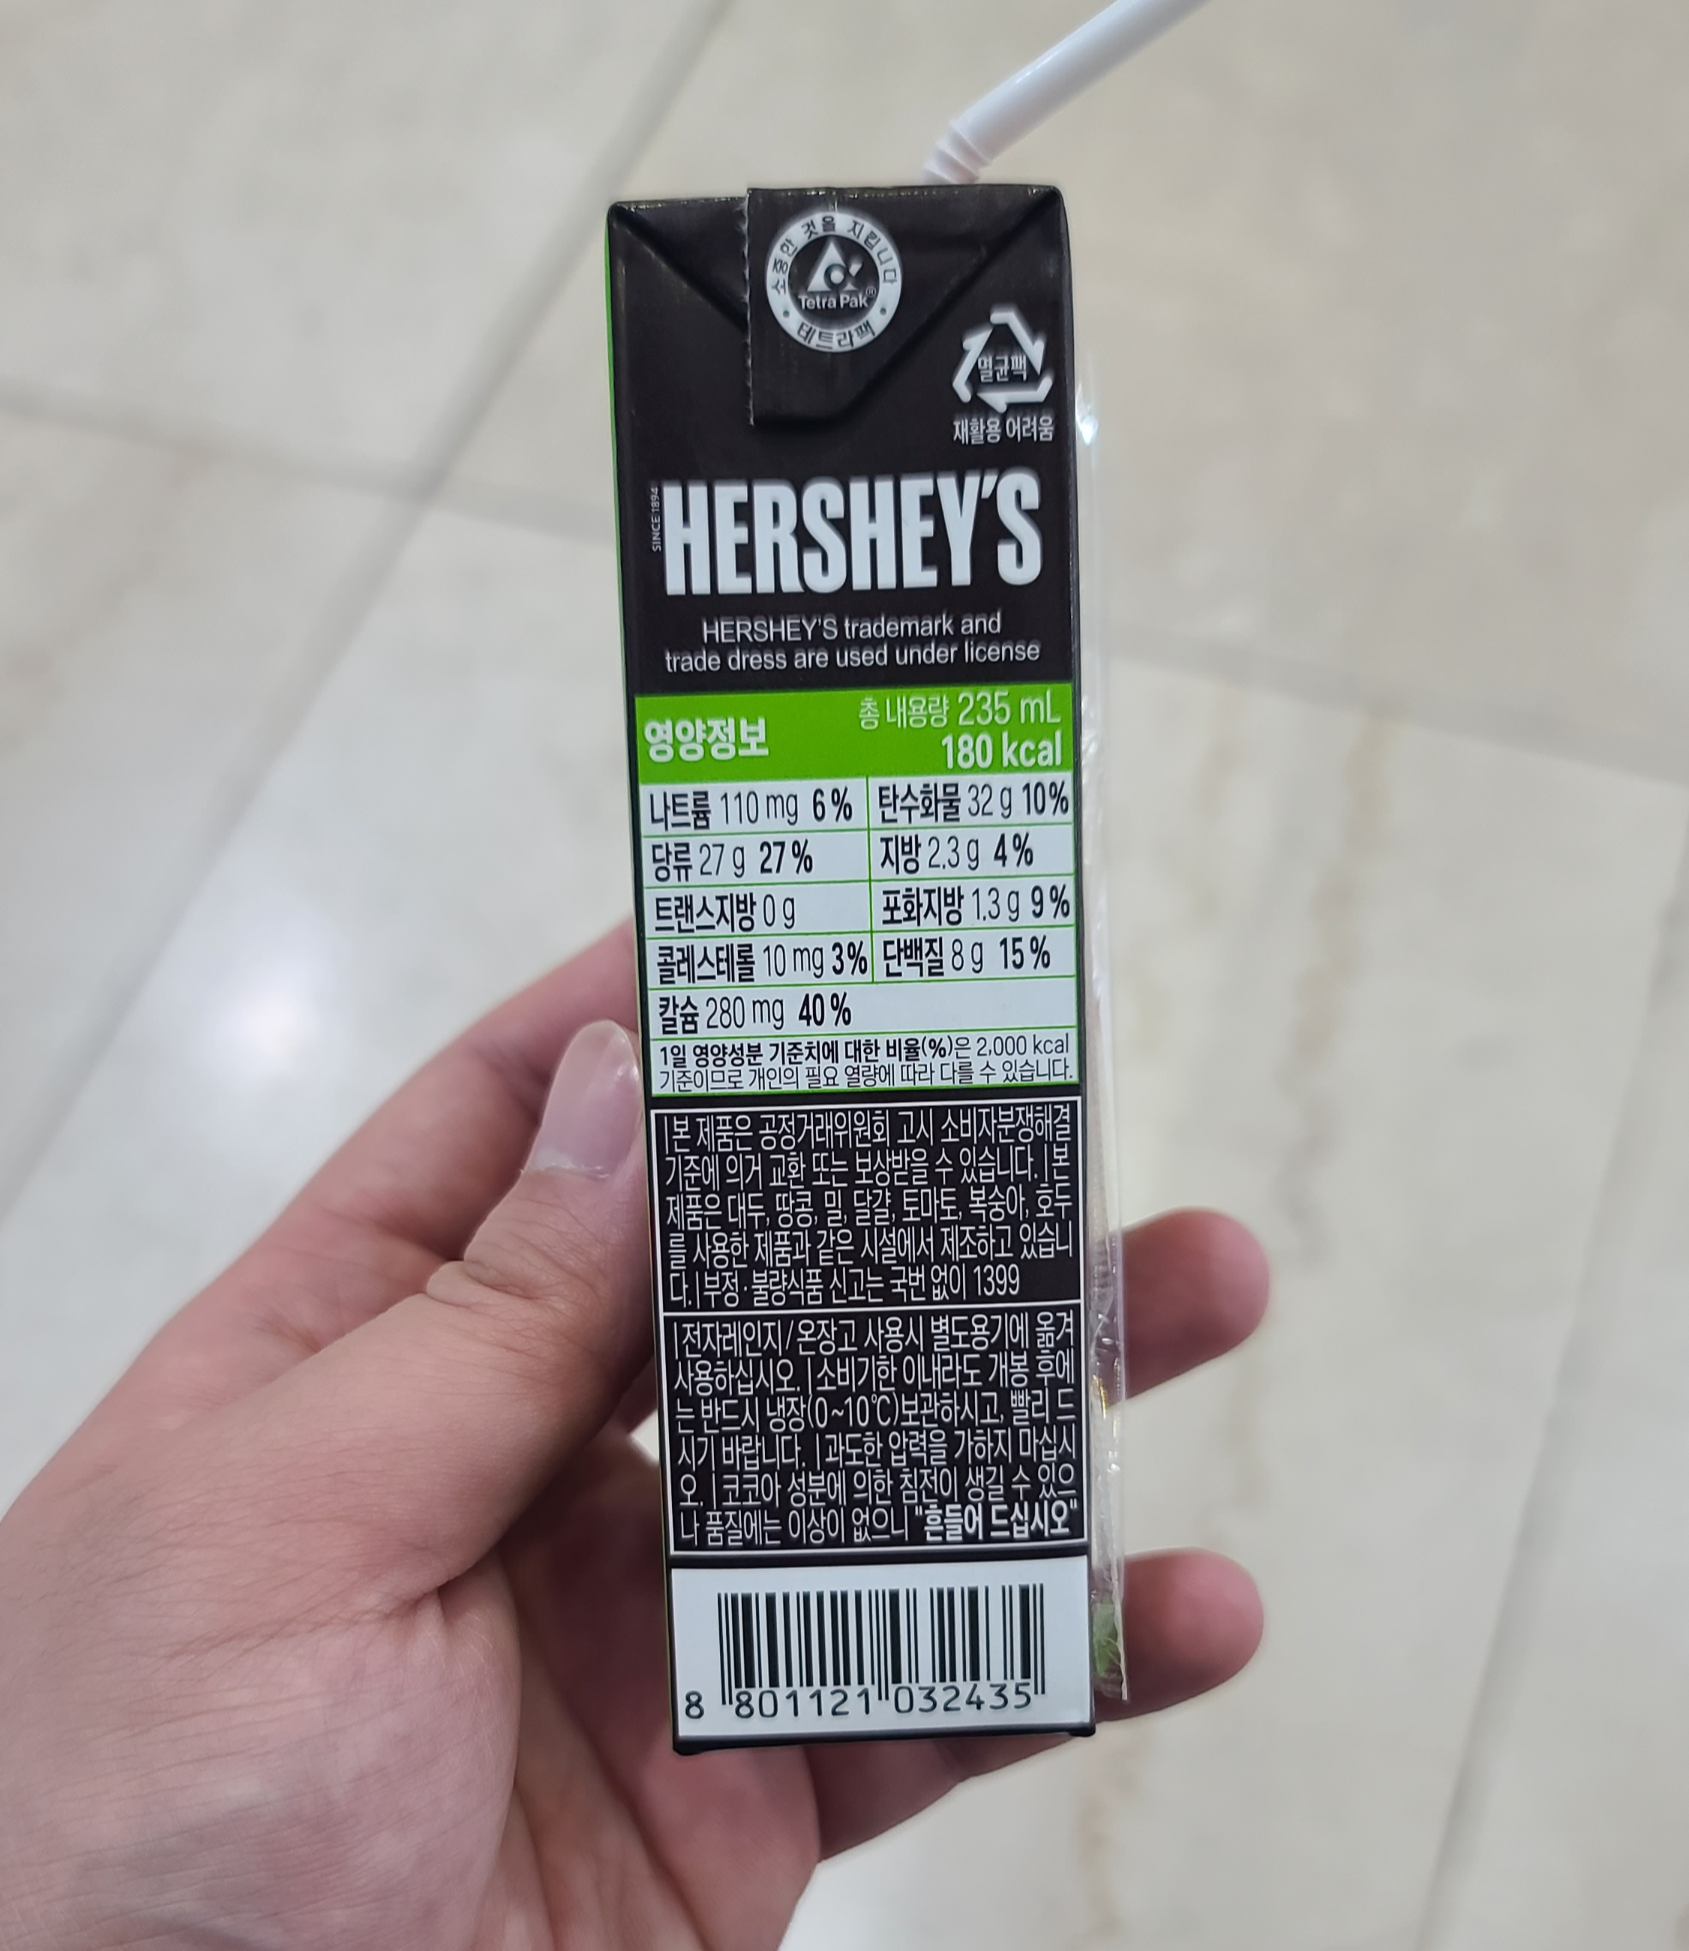 소중한 것을 지킵니다
Tetra Pak®
테트라팩
멸균팩
재활용 어려움
SINCE 1894
HERSHEY'S
HERSHEY'S trademark and
trade dress are used under license
영양정보
총 내용량 235 mL
180 kcal
나트륨 110 mg 6% 탄수화물 32 g 10%
당류 27 g 27% 지방 2.3 g 4%
트랜스지방 0 g 포화지방 1.3 g 9%
콜레스테롤 10 mg 3% 단백질 8 g 15%
칼슘 280 mg 40%
1일 영양성분 기준치에 대한 비율(%)은 2,000 kcal
기준이므로 개인의 필요 열량에 따라 다를 수 있습니다.
|본 제품은 공정거래위원회 고시 소비자분쟁해결
기준에 의거 교환 또는 보상받을 수 있습니다. |본
제품은 대두, 땅콩, 밀, 달걀, 토마토, 복숭아, 호두
를 사용한 제품과 같은 시설에서 제조하고 있습니
다. |부정·불량식품 신고는 국번 없이 1399
|전자레인지/온장고 사용시 별도용기에 옮겨
사용하십시오. |소비기한 이내라도 개봉 후에
는 반드시 냉장(0~10℃)보관하시고, 빨리 드
시기 바랍니다. |과도한 압력을 가하지 마십시
오. |코코아 성분에 의한 침전이 생길 수 있으
나 품질에는 이상이 없으니 "흔들어 드십시오"
8 801121 032435